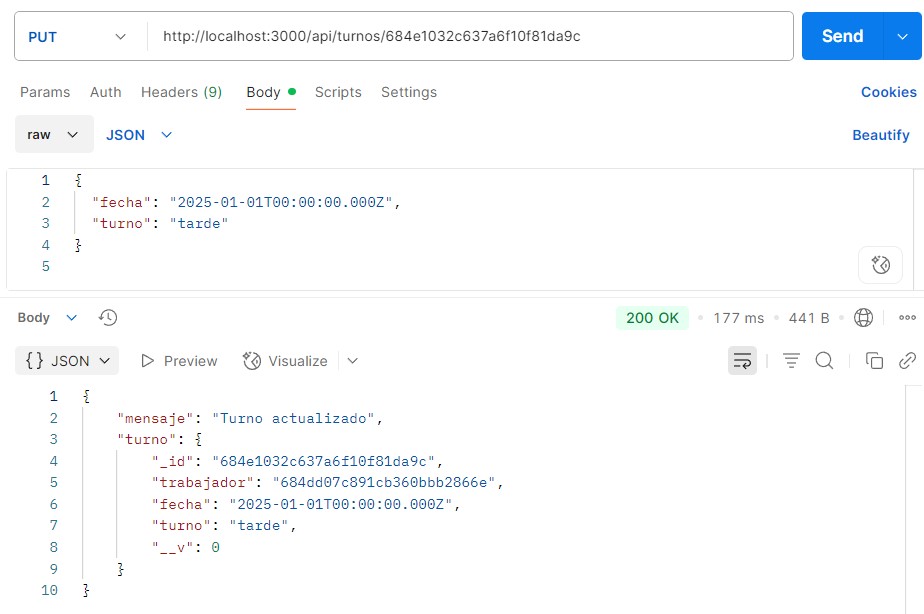 PUT http://localhost:3000/api/turnos/684e1032c637a6f10f81da9c Send
Params Auth Headers (9) Body Scripts Settings Cookies
raw JSON Beautify
1 {
2 "fecha": "2025-01-01T00:00:00.000Z",
3 "turno": "tarde"
4 }
5
Body 200 OK 177 ms 441 B
{} JSON Preview Visualize
1 {
2 "mensaje": "Turno actualizado",
3 "turno": {
4 "_id": "684e1032c637a6f10f81da9c",
5 "trabajador": "684dd07c891cb360bbb2866e",
6 "fecha": "2025-01-01T00:00:00.000Z",
7 "turno": "tarde",
8 "__v": 0
9 }
10 }